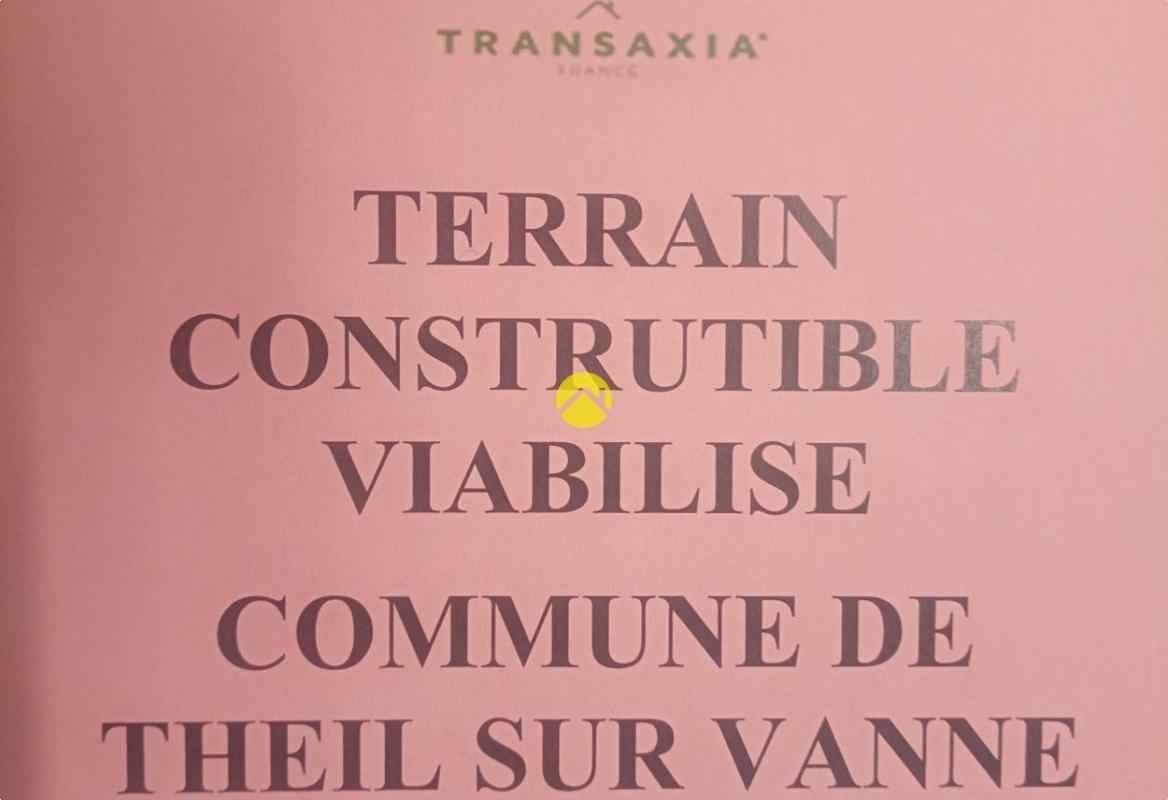 TRANSAXIA
FRANCE
TERRAIN
CONSTRUTIBLE
VIABILISE
COMMUNE DE
THEIL SUR VANNE